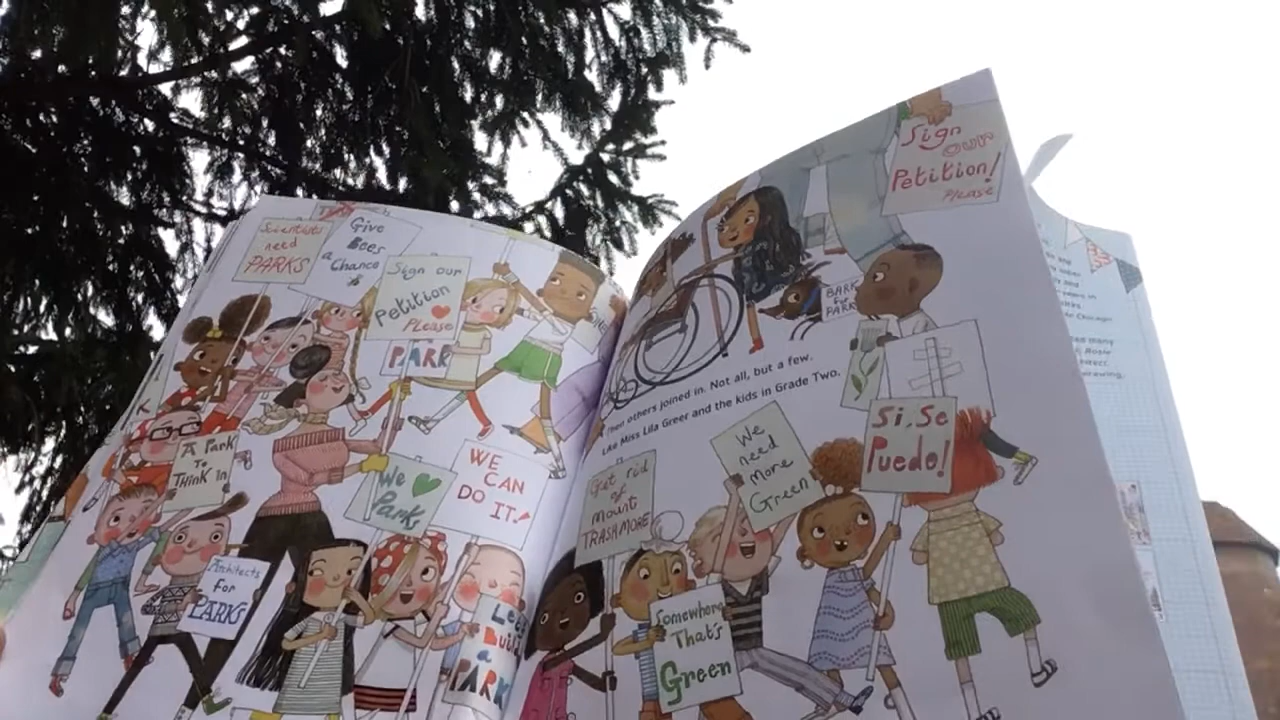 Scientists
need
PARKS
Give
Bees
a Chance
Sign our
Petition
Please
PARK
A Park
To
Think in
We
Park
WE
CAN
DO IT!
Architects
For
PARKS
Let's
build
a
PARK
Sign
our
Petition!
Please
BARK
for
PARK
Then others joined in. Not all, but a few.
Like Miss Lila Greer and the kids in Grade Two.
Get rid
of
mount
TRASHMORE
We
need
more
Green
Si, Se
Puede!
Somewhere
That's
Green